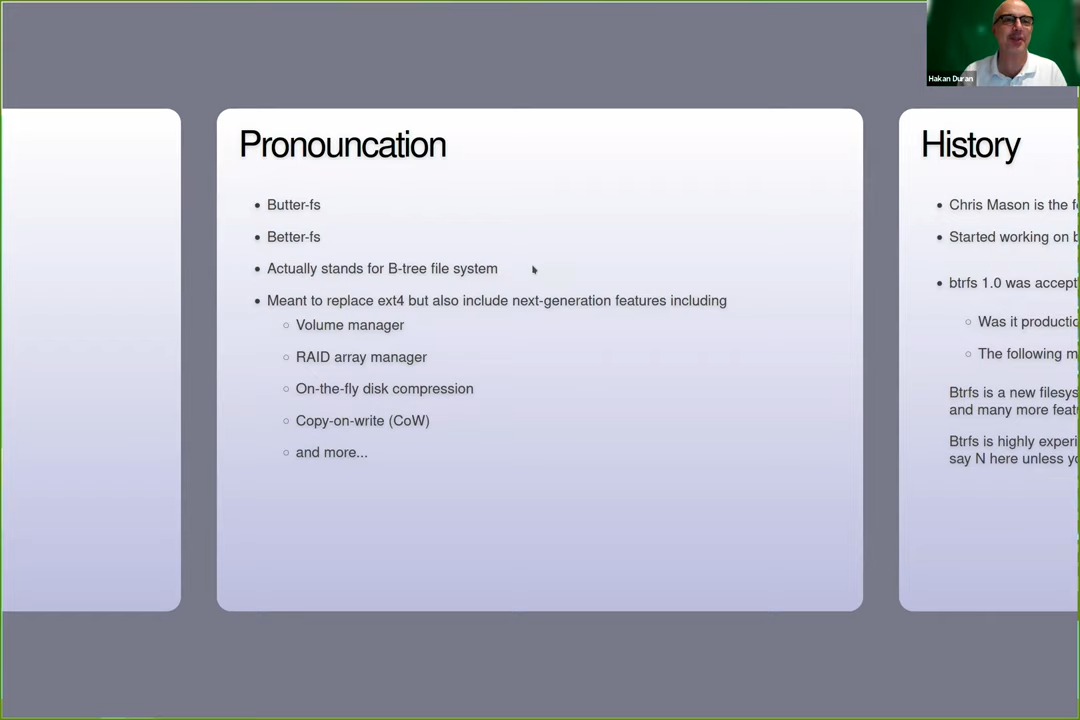 Hakan Duran
Pronouncation
• Butter-fs
• Better-fs
• Actually stands for B-tree file system
• Meant to replace ext4 but also include next-generation features including
○ Volume manager
○ RAID array manager
○ On-the-fly disk compression
○ Copy-on-write (CoW)
○ and more...
History
• Chris Mason is the
• Started working on
• btrfs 1.0 was accept
○ Was it productic
○ The following m
Btrfs is a new filesys
and many more feat
Btrfs is highly experi
say N here unless yo